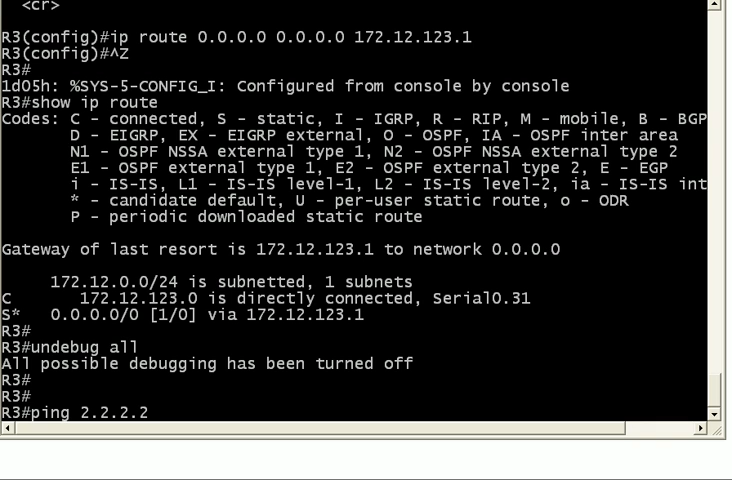 <cr>
R3(config)#ip route 0.0.0.0 0.0.0.0 172.12.123.1
R3(config)#^Z
R3#
1d05h: %SYS-5-CONFIG_I: Configured from console by console
R3#show ip route
Codes: C - connected, S - static, I - IGRP, R - RIP, M - mobile, B - BGP
D - EIGRP, EX - EIGRP external, O - OSPF, IA - OSPF inter area
N1 - OSPF NSSA external type 1, N2 - OSPF NSSA external type 2
E1 - OSPF external type 1, E2 - OSPF external type 2, E - EGP
i - IS-IS, L1 - IS-IS level-1, L2 - IS-IS level-2, ia - IS-IS int
* - candidate default, U - per-user static route, o - ODR
P - periodic downloaded static route
Gateway of last resort is 172.12.123.1 to network 0.0.0.0
172.12.0.0/24 is subnetted, 1 subnets
C 172.12.123.0 is directly connected, Serial0.31
S* 0.0.0.0/0 [1/0] via 172.12.123.1
R3#
R3#undebug all
All possible debugging has been turned off
R3#
R3#
R3#ping 2.2.2.2